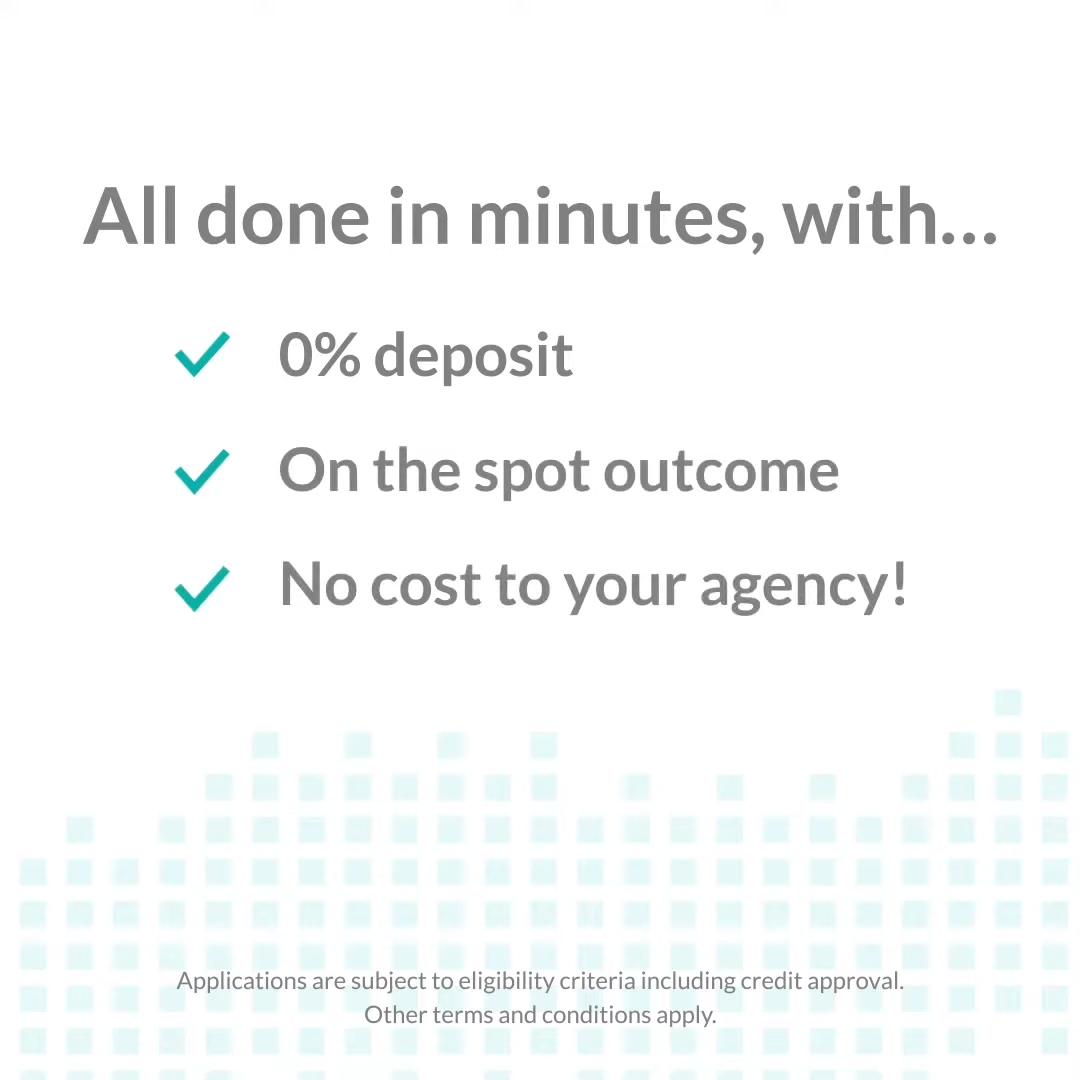 All done in minutes, with...
0% deposit
On the spot outcome
No cost to your agency!
Applications are subject to eligibility criteria including credit approval.
Other terms and conditions apply.